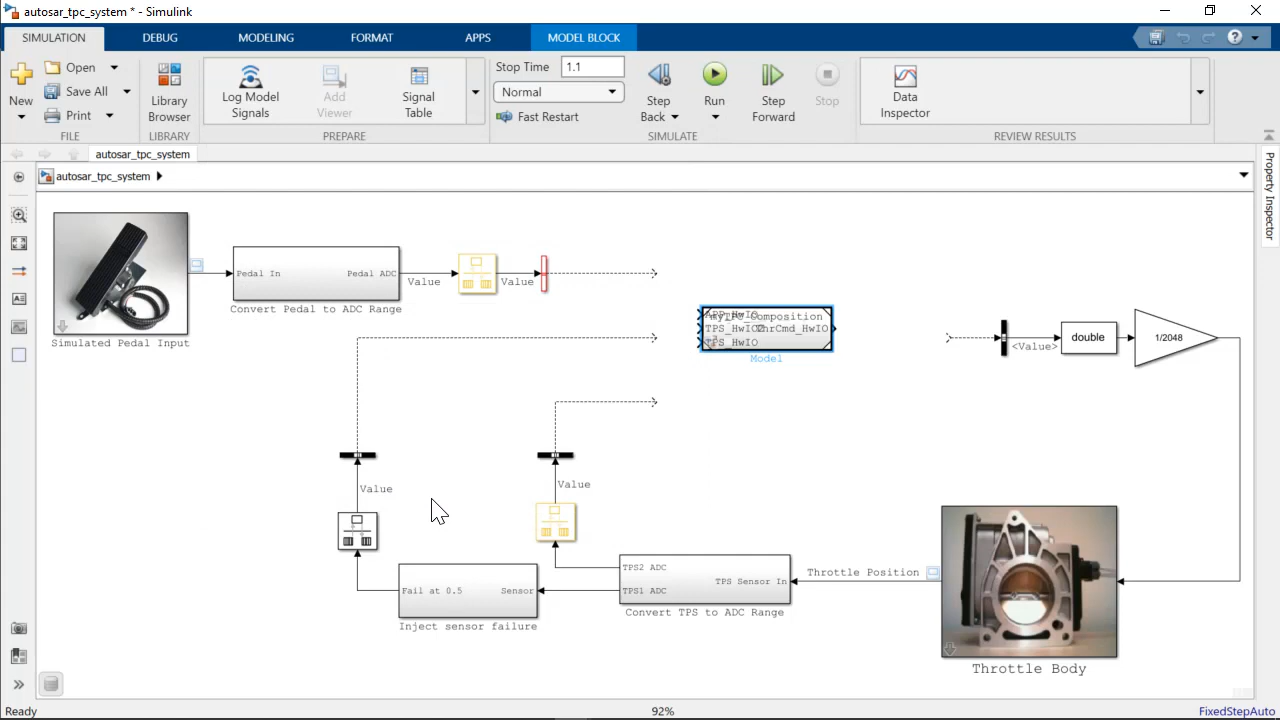 autosar_tpc_system * - Simulink
SIMULATION DEBUG MODELING FORMAT APPS MODEL BLOCK
New
Open
Save All
Print
FILE
Library
Browser
LIBRARY
Log Model
Signals
Add
Viewer
Signal
Table
PREPARE
Stop Time 1.1
Normal
Fast Restart
Step
Back
Run
Step
Forward
Stop
SIMULATE
Data
Inspector
REVIEW RESULTS
autosar_tpc_system
autosar_tpc_system
Property Inspector
Simulated Pedal Input
Pedal In Pedal ADC
Convert Pedal to ADC Range
Value
Value
APP_HwIO
myTPC_Composition
ThrCmd_HwIO
TPS_HwIO
Model
<Value>
double
1/2048
Value
Value
Fail at 0.5 Sensor
Inject sensor failure
TPS2 ADC
TPS1 ADC
TPS Sensor In
Convert TPS to ADC Range
Throttle Position
Throttle Body
Ready 92% FixedStepAuto